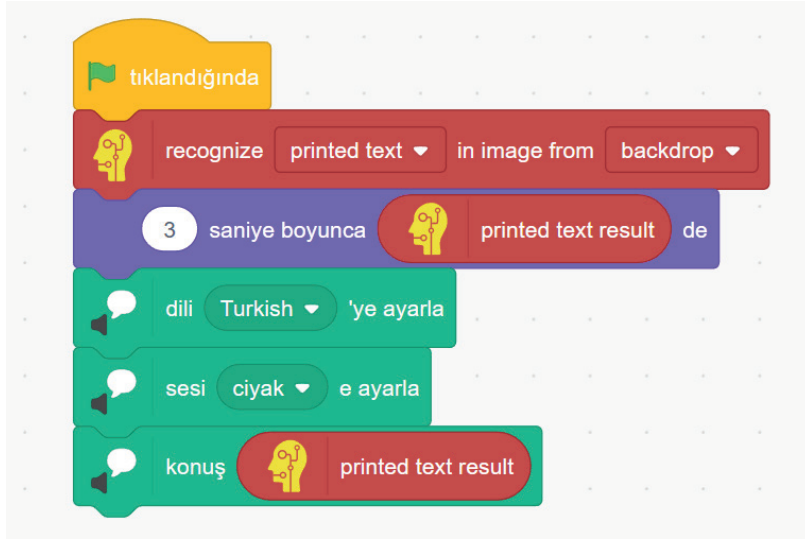 tıklandığında
recognize printed text in image from backdrop
3 saniye boyunca printed text result de
dili Turkish 'ye ayarla
sesi ciyak e ayarla
konuş printed text result